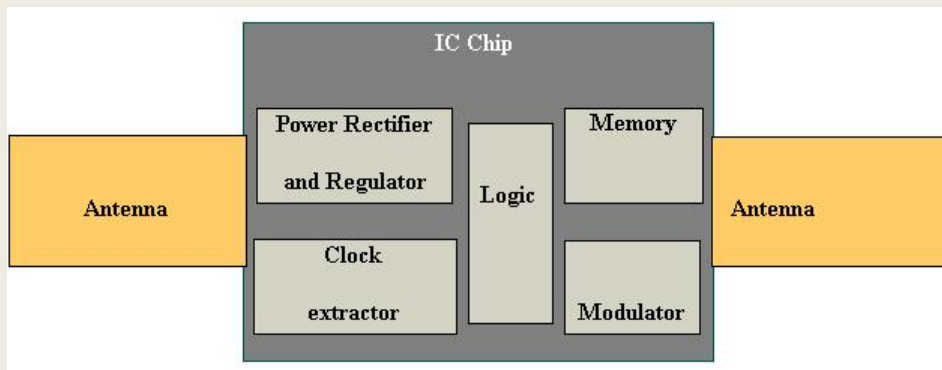 IC Chip
Antenna
Power Rectifier
and Regulator
Clock
extractor
Logic
Memory
Modulator
Antenna